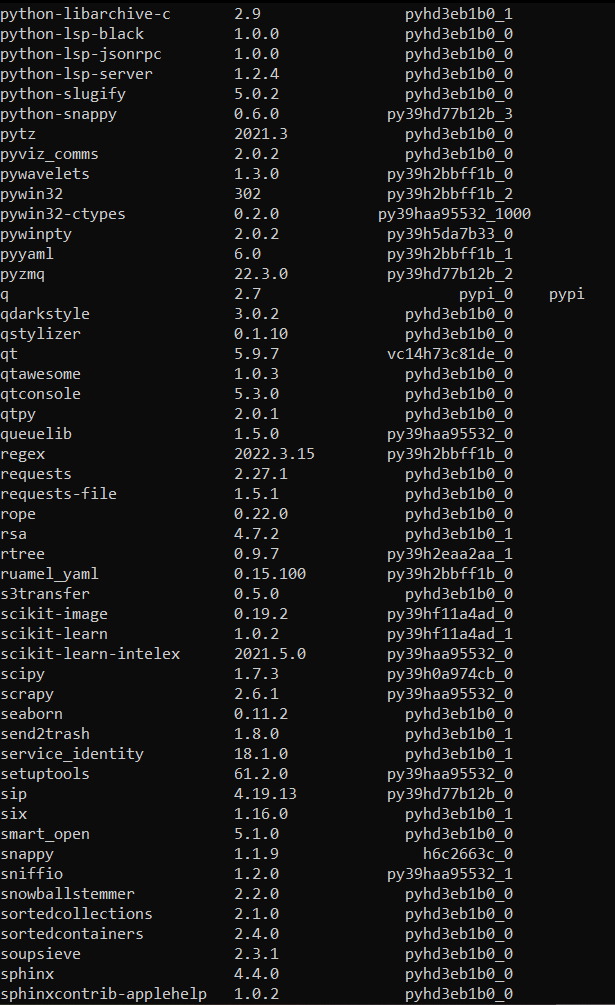 python-libarchive-c 2.9 pyhd3eb1b0_1
python-lsp-black 1.0.0 pyhd3eb1b0_0
python-lsp-jsonrpc 1.0.0 pyhd3eb1b0_0
python-lsp-server 1.2.4 pyhd3eb1b0_0
python-slugify 5.0.2 pyhd3eb1b0_0
python-snappy 0.6.0 py39hd77b12b_3
pytz 2021.3 pyhd3eb1b0_0
pyviz_comms 2.0.2 pyhd3eb1b0_0
pywavelets 1.3.0 py39h2bbff1b_0
pywin32 302 py39h2bbff1b_2
pywin32-ctypes 0.2.0 py39haa95532_1000
pywinpty 2.0.2 py39h5da7b33_0
pyyaml 6.0 py39h2bbff1b_1
pyzmq 22.3.0 py39hd77b12b_2
q 2.7 pypi_0 pypi
qdarkstyle 3.0.2 pyhd3eb1b0_0
qstylizer 0.1.10 pyhd3eb1b0_0
qt 5.9.7 vc14h73c81de_0
qtawesome 1.0.3 pyhd3eb1b0_0
qtconsole 5.3.0 pyhd3eb1b0_0
qtpy 2.0.1 pyhd3eb1b0_0
queuelib 1.5.0 py39haa95532_0
regex 2022.3.15 py39h2bbff1b_0
requests 2.27.1 pyhd3eb1b0_0
requests-file 1.5.1 pyhd3eb1b0_0
rope 0.22.0 pyhd3eb1b0_0
rsa 4.7.2 pyhd3eb1b0_1
rtree 0.9.7 py39h2eaa2aa_1
ruamel_yaml 0.15.100 py39h2bbff1b_0
s3transfer 0.5.0 pyhd3eb1b0_0
scikit-image 0.19.2 py39hf11a4ad_0
scikit-learn 1.0.2 py39hf11a4ad_1
scikit-learn-intelex 2021.5.0 py39haa95532_0
scipy 1.7.3 py39h0a974cb_0
scrapy 2.6.1 py39haa95532_0
seaborn 0.11.2 pyhd3eb1b0_0
send2trash 1.8.0 pyhd3eb1b0_1
service_identity 18.1.0 pyhd3eb1b0_1
setuptools 61.2.0 py39haa95532_0
sip 4.19.13 py39hd77b12b_0
six 1.16.0 pyhd3eb1b0_1
smart_open 5.1.0 pyhd3eb1b0_0
snappy 1.1.9 h6c2663c_0
sniffio 1.2.0 py39haa95532_1
snowballstemmer 2.2.0 pyhd3eb1b0_0
sortedcollections 2.1.0 pyhd3eb1b0_0
sortedcontainers 2.4.0 pyhd3eb1b0_0
soupsieve 2.3.1 pyhd3eb1b0_0
sphinx 4.4.0 pyhd3eb1b0_0
sphinxcontrib-applehelp 1.0.2 pyhd3eb1b0_0